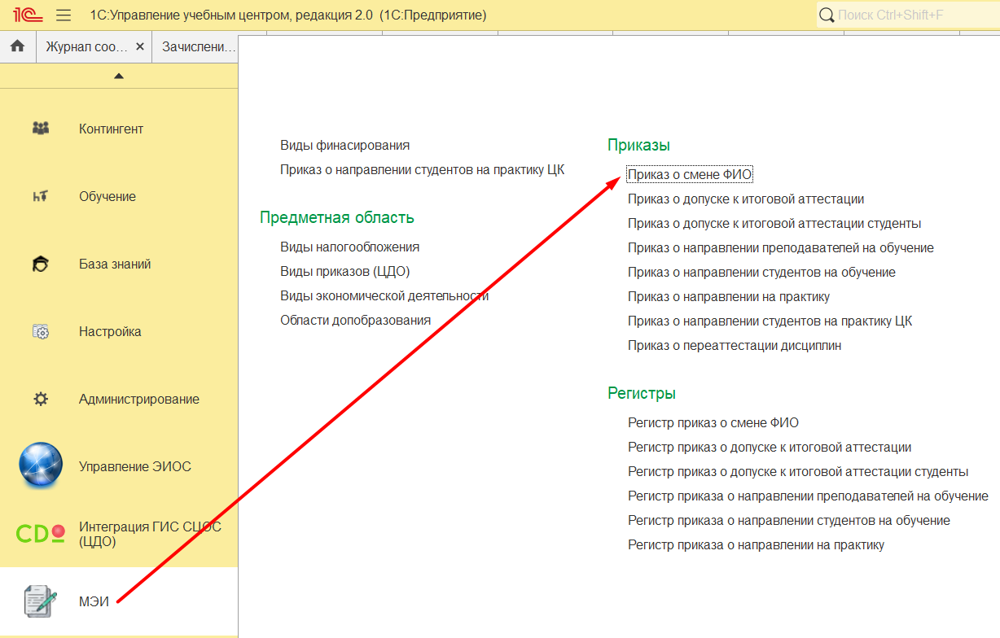 1С:Управление учебным центром, редакция 2.0 (1С:Предприятие)
Поиск Ctrl+Shift+F
Журнал соо...
Зачислени...
Контингент
Обучение
База знаний
Настройка
Администрирование
Управление ЭИОС
CDO
Интеграция ГИС СЦОС
(ЦДО)
МЭИ
Виды финасирования
Приказ о направлении студентов на практику ЦК
Предметная область
Виды налогообложения
Виды приказов (ЦДО)
Виды экономической деятельности
Области допобразования
Приказы
Приказ о смене ФИО
Приказ о допуске к итоговой аттестации
Приказ о допуске к итоговой аттестации студенты
Приказ о направлении преподавателей на обучение
Приказ о направлении студентов на обучение
Приказ о направлении на практику
Приказ о направлении студентов на практику ЦК
Приказ о переаттестации дисциплин
Регистры
Регистр приказ о смене ФИО
Регистр приказ о допуске к итоговой аттестации
Регистр приказ о допуске к итоговой аттестации студенты
Регистр приказа о направлении преподавателей на обучение
Регистр приказа о направлении студентов на обучение
Регистр приказа о направлении на практику